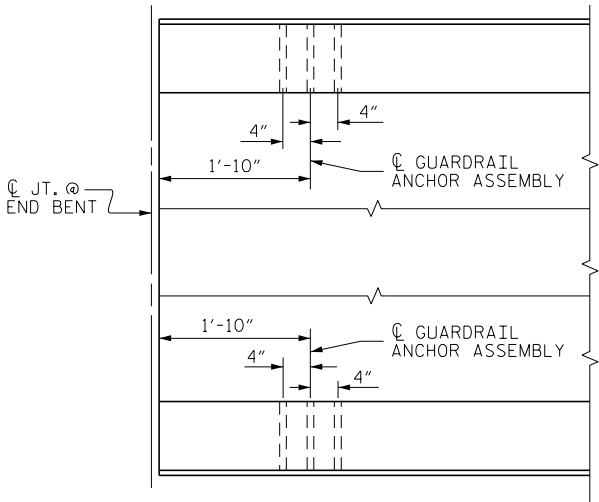 4"
4"
1'-10"
℄ GUARDRAIL
ANCHOR ASSEMBLY
℄ JT. @
END BENT
1'-10"
℄ GUARDRAIL
ANCHOR ASSEMBLY
4"
4"